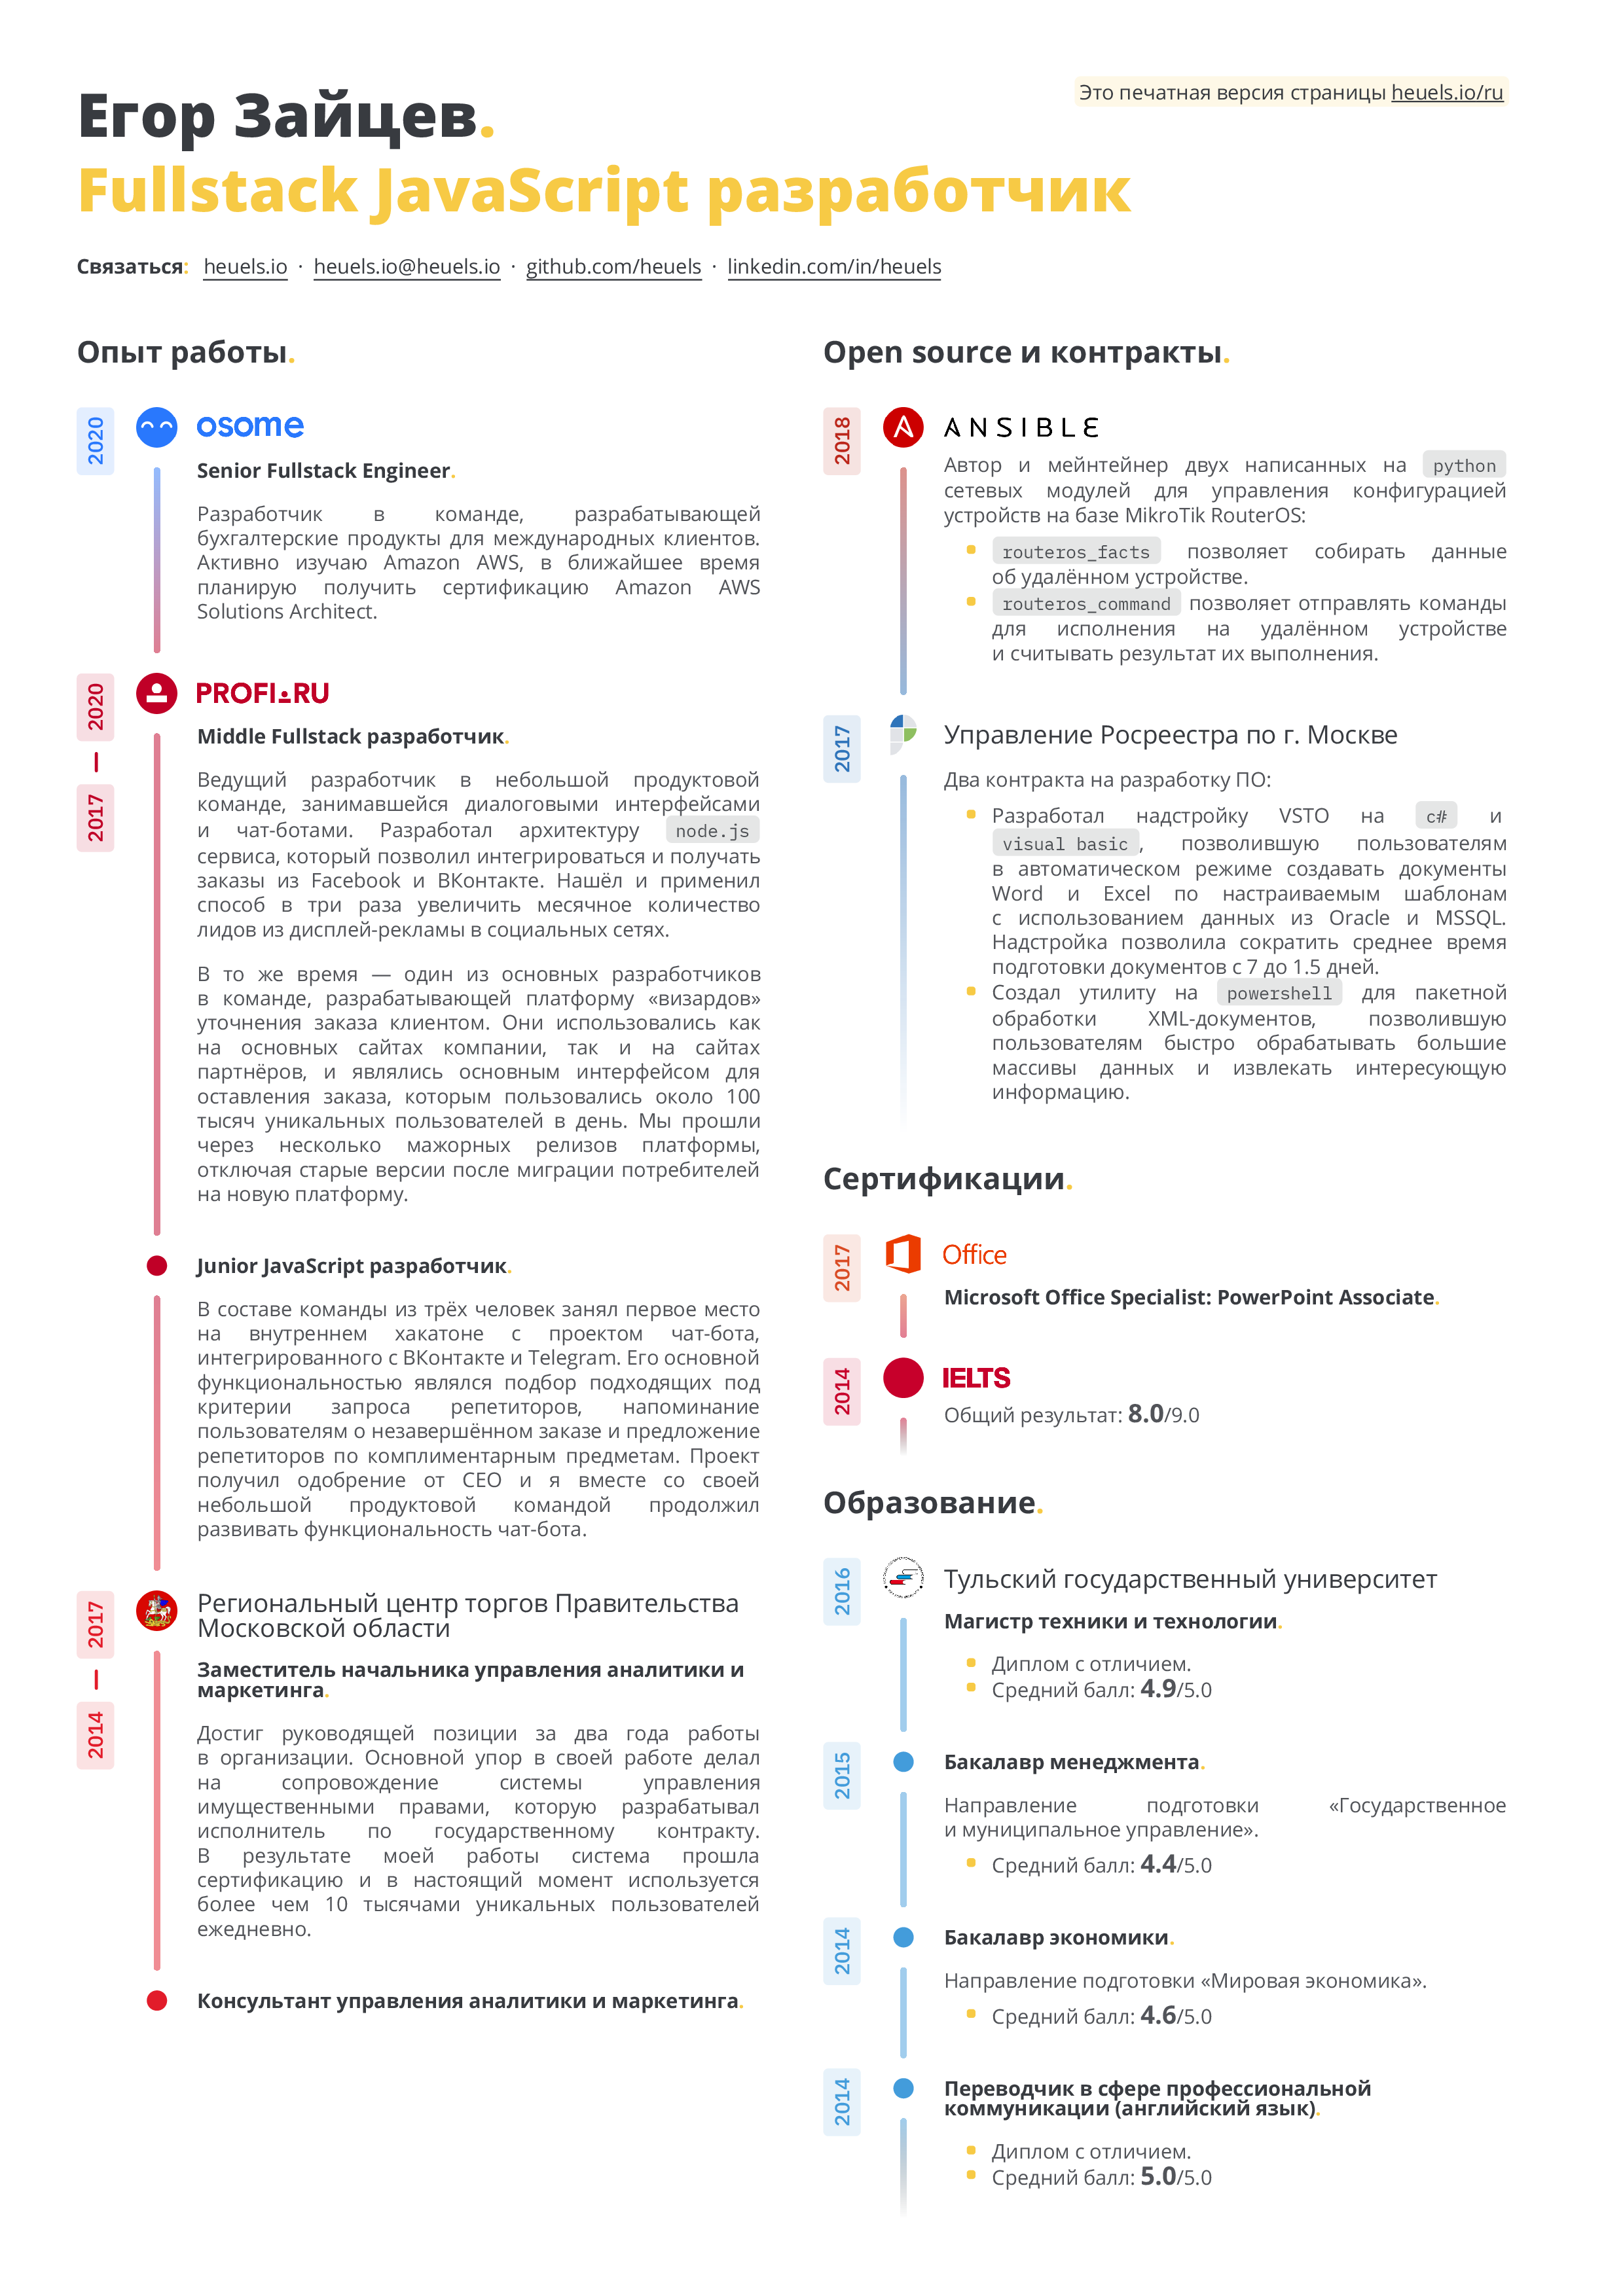 Это печатная версия страницы heuels.io/ru
Егор Зайцев.
Fullstack JavaScript разработчик
Связаться: heuels.io · heuels.io@heuels.io · github.com/heuels · linkedin.com/in/heuels
Опыт работы.
2020
osome
Senior Fullstack Engineer.
Разработчик в команде, разрабатывающей
бухгалтерские продукты для международных клиентов.
Активно изучаю Amazon AWS, в ближайшее время
планирую получить сертификацию Amazon AWS
Solutions Architect.
2020 — 2017
PROFI.RU
Middle Fullstack разработчик.
Ведущий разработчик в небольшой продуктовой
команде, занимавшейся диалоговыми интерфейсами
и чат-ботами. Разработал архитектуру node.js
сервиса, который позволил интегрироваться и получать
заказы из Facebook и ВКонтакте. Нашёл и применил
способ в три раза увеличить месячное количество
лидов из дисплей-рекламы в социальных сетях.
В то же время — один из основных разработчиков
в команде, разрабатывающей платформу «визардов»
уточнения заказа клиентом. Они использовались как
на основных сайтах компании, так и на сайтах
партнёров, и являлись основным интерфейсом для
оставления заказа, которым пользовались около 100
тысяч уникальных пользователей в день. Мы прошли
через несколько мажорных релизов платформы,
отключая старые версии после миграции потребителей
на новую платформу.
Junior JavaScript разработчик.
В составе команды из трёх человек занял первое место
на внутреннем хакатоне с проектом чат-бота,
интегрированного с ВКонтакте и Telegram. Его основной
функциональностью являлся подбор подходящих под
критерии запроса репетиторов, напоминание
пользователям о незавершённом заказе и предложение
репетиторов по комплиментарным предметам. Проект
получил одобрение от CEO и я вместе со своей
небольшой продуктовой командой продолжил
развивать функциональность чат-бота.
2017 — 2014
Региональный центр торгов Правительства
Московской области
Заместитель начальника управления аналитики и
маркетинга.
Достиг руководящей позиции за два года работы
в организации. Основной упор в своей работе делал
на сопровождение системы управления
имущественными правами, которую разрабатывал
исполнитель по государственному контракту.
В результате моей работы система прошла
сертификацию и в настоящий момент используется
более чем 10 тысячами уникальных пользователей
ежедневно.
Консультант управления аналитики и маркетинга.
Open source и контракты.
2018
ANSIBLE
Автор и мейнтейнер двух написанных на python
сетевых модулей для управления конфигурацией
устройств на базе MikroTik RouterOS:
routeros_facts позволяет собирать данные
об удалённом устройстве.
routeros_command позволяет отправлять команды
для исполнения на удалённом устройстве
и считывать результат их выполнения.
2017
Управление Росреестра по г. Москве
Два контракта на разработку ПО:
Разработал надстройку VSTO на c# и
visual basic, позволившую пользователям
в автоматическом режиме создавать документы
Word и Excel по настраиваемым шаблонам
с использованием данных из Oracle и MSSQL.
Надстройка позволила сократить среднее время
подготовки документов с 7 до 1.5 дней.
Создал утилиту на powershell для пакетной
обработки XML-документов, позволившую
пользователям быстро обрабатывать большие
массивы данных и извлекать интересующую
информацию.
Сертификации.
2017
Office
Microsoft Office Specialist: PowerPoint Associate.
2014
IELTS
Общий результат: 8.0/9.0
Образование.
2016
Тульский государственный университет
Магистр техники и технологии.
Диплом с отличием.
Средний балл: 4.9/5.0
2015
Бакалавр менеджмента.
Направление подготовки «Государственное
и муниципальное управление».
Средний балл: 4.4/5.0
2014
Бакалавр экономики.
Направление подготовки «Мировая экономика».
Средний балл: 4.6/5.0
2014
Переводчик в сфере профессиональной
коммуникации (английский язык).
Диплом с отличием.
Средний балл: 5.0/5.0